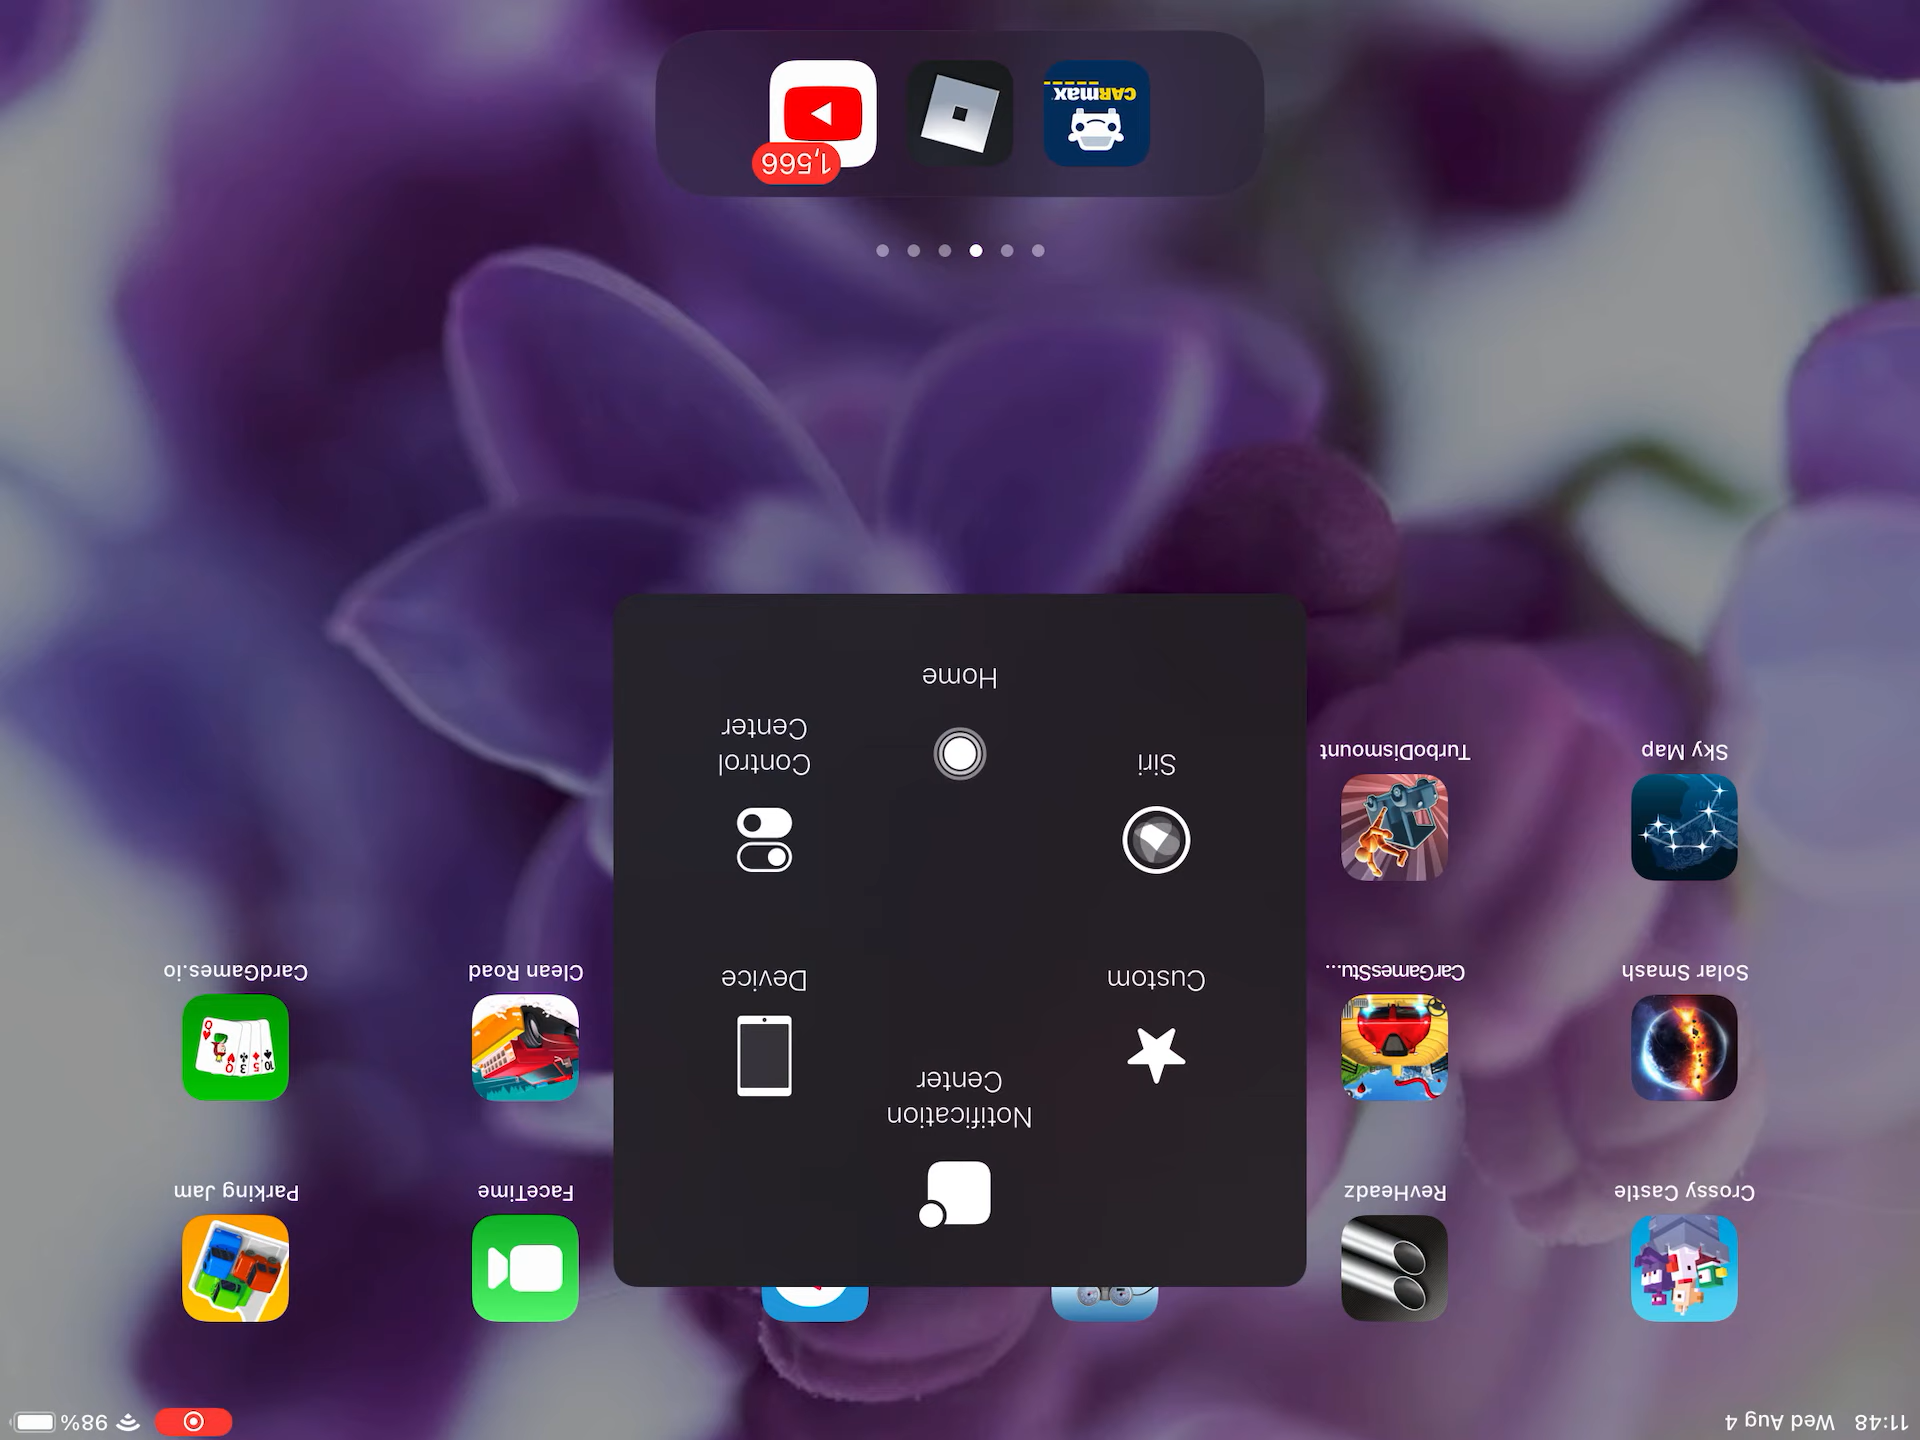 11:48 Wed Aug 4
98%
Crossy Castle
RevHeadz
FaceTime
Parking Jam
Solar Smash
CarGamesStu...
Clean Road
CardGames.io
Sky Map
TurboDismount
Notification
Center
Custom
Device
Siri
Control
Center
Home
CARMAX
1,566